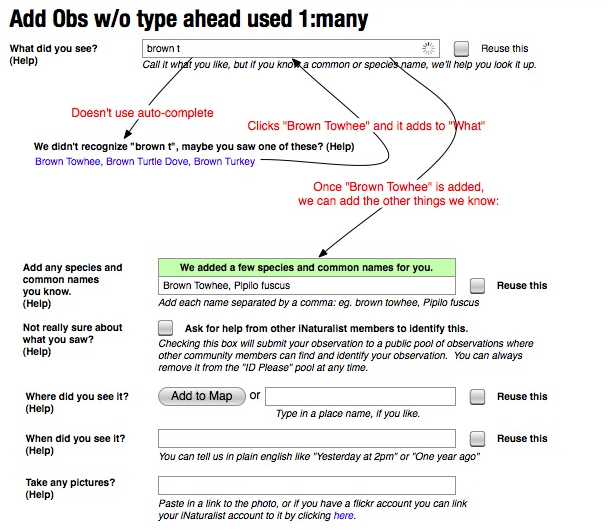 Add Obs w/o type ahead used 1:many
What did you see?
(Help)
brown t
Reuse this
Call it what you like, but if you know a common or species name, we'll help you look it up.
Doesn't use auto-complete
Clicks "Brown Towhee" and it adds to "What"
We didn't recognize "brown t", maybe you saw one of these? (Help)
Brown Towhee, Brown Turtle Dove, Brown Turkey
Once "Brown Towhee" is added,
we can add the other things we know:
Add any species and
common names
you know.
(Help)
We added a few species and common names for you.
Brown Towhee, Pipilo fuscus
Reuse this
Add each name separated by a comma: eg. brown towhee, Pipilo fuscus
Not really sure about
what you saw?
(Help)
Ask for help from other iNaturalist members to identify this.
Checking this box will submit your observation to a public pool of observations where
other community members can find and identify your observation. You can always
remove it from the "ID Please" pool at any time.
Where did you see it?
(Help)
Add to Map or
Reuse this
Type in a place name, if you like.
When did you see it?
(Help)
Reuse this
You can tell us in plain english like "Yesterday at 2pm" or "One year ago"
Take any pictures?
(Help)
Paste in a link to the photo, or if you have a flickr account you can link
your iNaturalist account to it by clicking here.